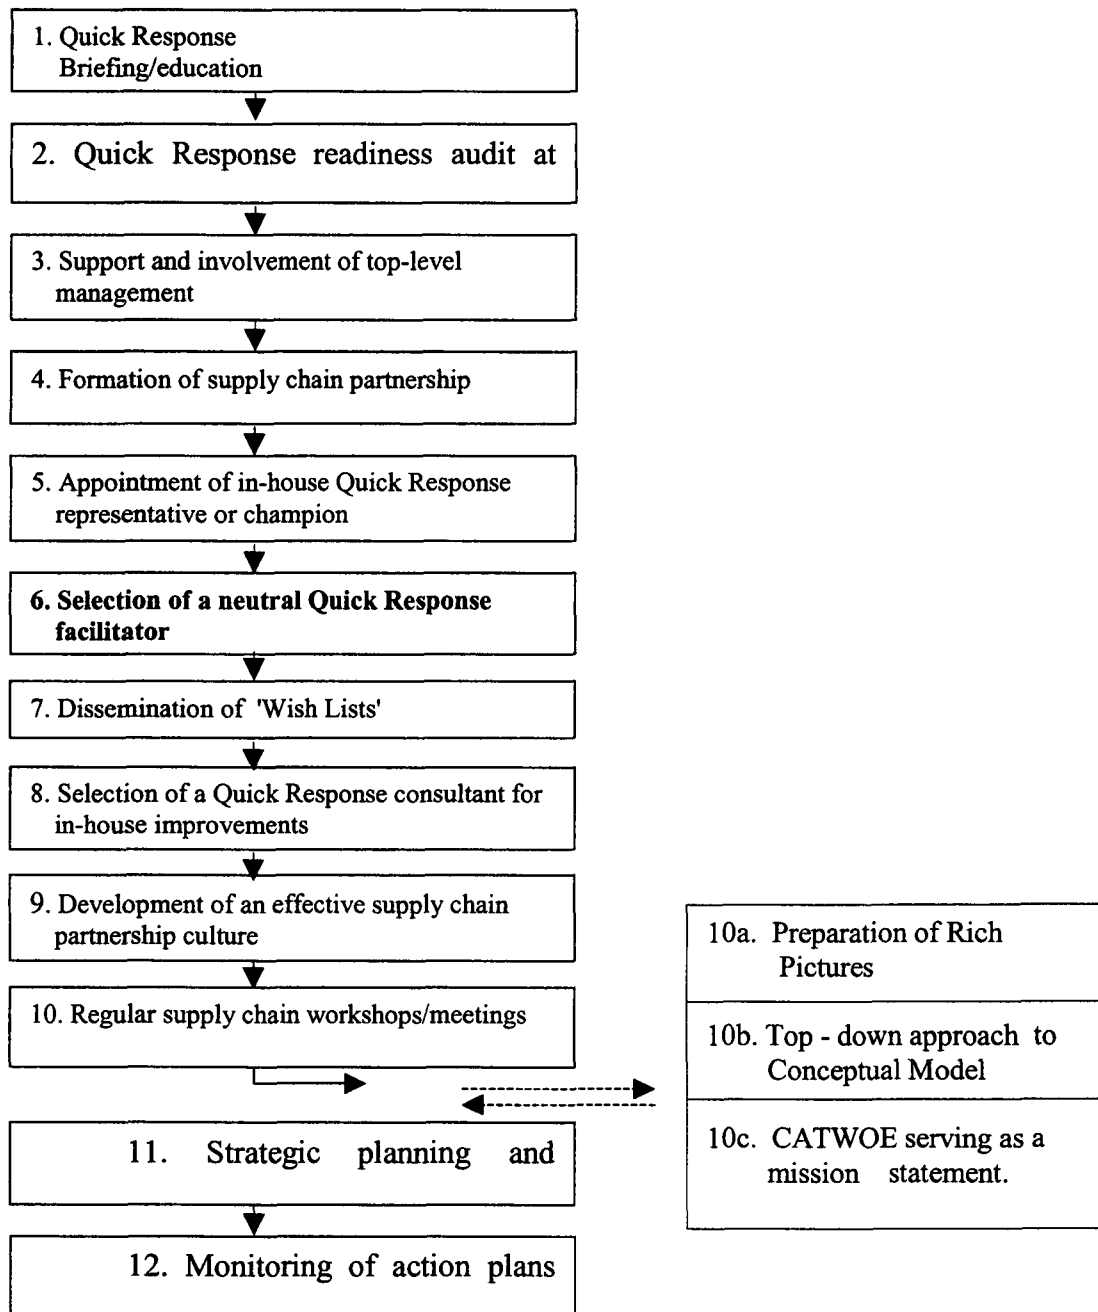 1. Quick Response
Briefing/education
2. Quick Response readiness audit at
3. Support and involvement of top-level
management
4. Formation of supply chain partnership
5. Appointment of in-house Quick Response
representative or champion
6. Selection of a neutral Quick Response
facilitator
7. Dissemination of 'Wish Lists'
8. Selection of a Quick Response consultant for
in-house improvements
9. Development of an effective supply chain
partnership culture
10. Regular supply chain workshops/meetings
11. Strategic planning and
12. Monitoring of action plans
10a. Preparation of Rich
Pictures
10b. Top - down approach to
Conceptual Model
10c. CATWOE serving as a
mission statement.